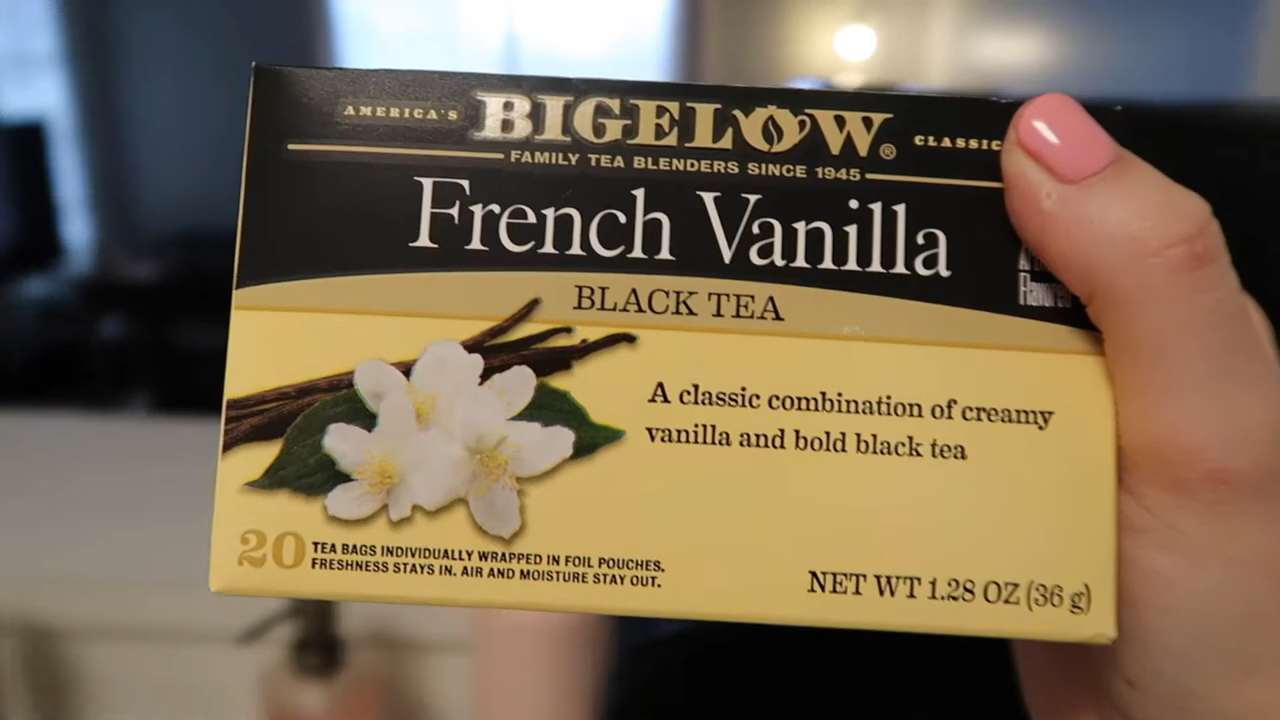 AMERICA'S BIGELOW® CLASSIC
FAMILY TEA BLENDERS SINCE 1945
French Vanilla
Flavored
BLACK TEA
A classic combination of creamy
vanilla and bold black tea
20 TEA BAGS INDIVIDUALLY WRAPPED IN FOIL POUCHES.
FRESHNESS STAYS IN. AIR AND MOISTURE STAY OUT.
NET WT 1.28 OZ (36 g)